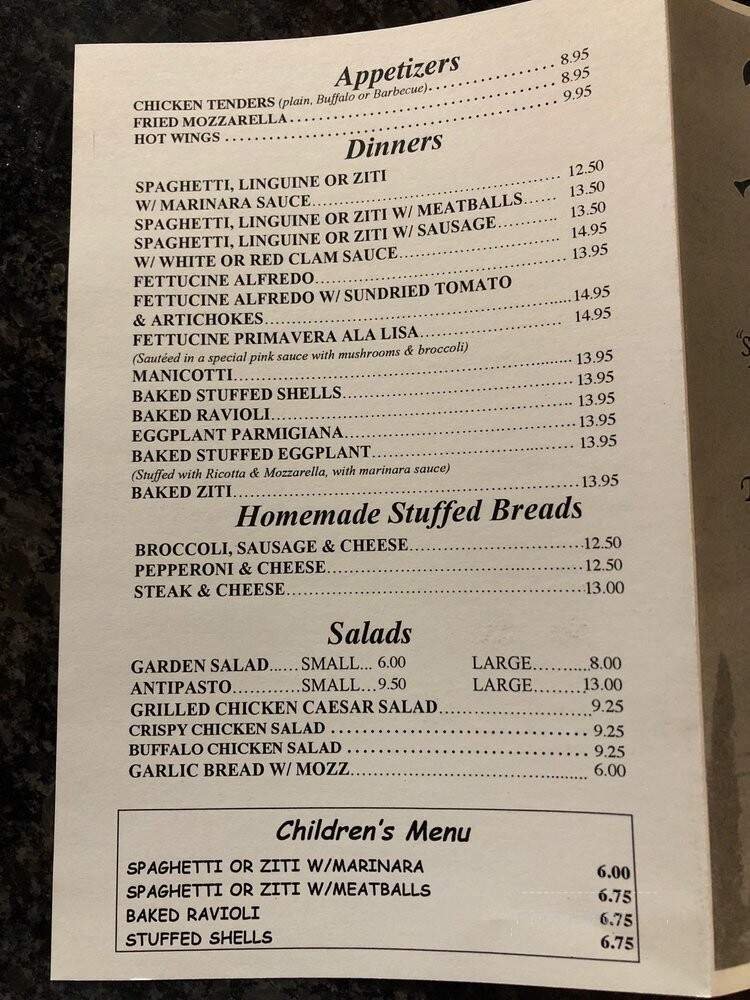 Appetizers
CHICKEN TENDERS (plain, Buffalo or Barbecue)........................ 8.95
FRIED MOZZARELLA........................................ 8.95
HOT WINGS ................................................ 9.95
Dinners
SPAGHETTI, LINGUINE OR ZITI
W/ MARINARA SAUCE........................................ 12.50
SPAGHETTI, LINGUINE OR ZITI W/ MEATBALLS...... 13.50
SPAGHETTI, LINGUINE OR ZITI W/ SAUSAGE.......... 13.50
W/ WHITE OR RED CLAM SAUCE........................... 14.95
FETTUCINE ALFREDO........................................ 13.95
FETTUCINE ALFREDO W/ SUNDRIED TOMATO
& ARTICHOKES.............................................14.95
FETTUCINE PRIMAVERA ALA LISA........................ 14.95
(Sautéed in a special pink sauce with mushrooms & broccoli)
MANICOTTI................................................ 13.95
BAKED STUFFED SHELLS.................................... 13.95
BAKED RAVIOLI............................................ 13.95
EGGPLANT PARMIGIANA.....................................13.95
BAKED STUFFED EGGPLANT................................. 13.95
(Stuffed with Ricotta & Mozzarella, with marinara sauce)
BAKED ZITI................................................13.95
Homemade Stuffed Breads
BROCCOLI, SAUSAGE & CHEESE..............................12.50
PEPPERONI & CHEESE.......................................12.50
STEAK & CHEESE...........................................13.00
Salads
GARDEN SALAD...... SMALL... 6.00 LARGE..........8.00
ANTIPASTO............ SMALL...9.50 LARGE.........13.00
GRILLED CHICKEN CAESAR SALAD............................9.25
CRISPY CHICKEN SALAD ................................ 9.25
BUFFALO CHICKEN SALAD .............................. 9.25
GARLIC BREAD W/ MOZZ.................................... 6.00
Children's Menu
SPAGHETTI OR ZITI W/MARINARA 6.00
SPAGHETTI OR ZITI W/MEATBALLS 6.75
BAKED RAVIOLI 6.75
STUFFED SHELLS 6.75